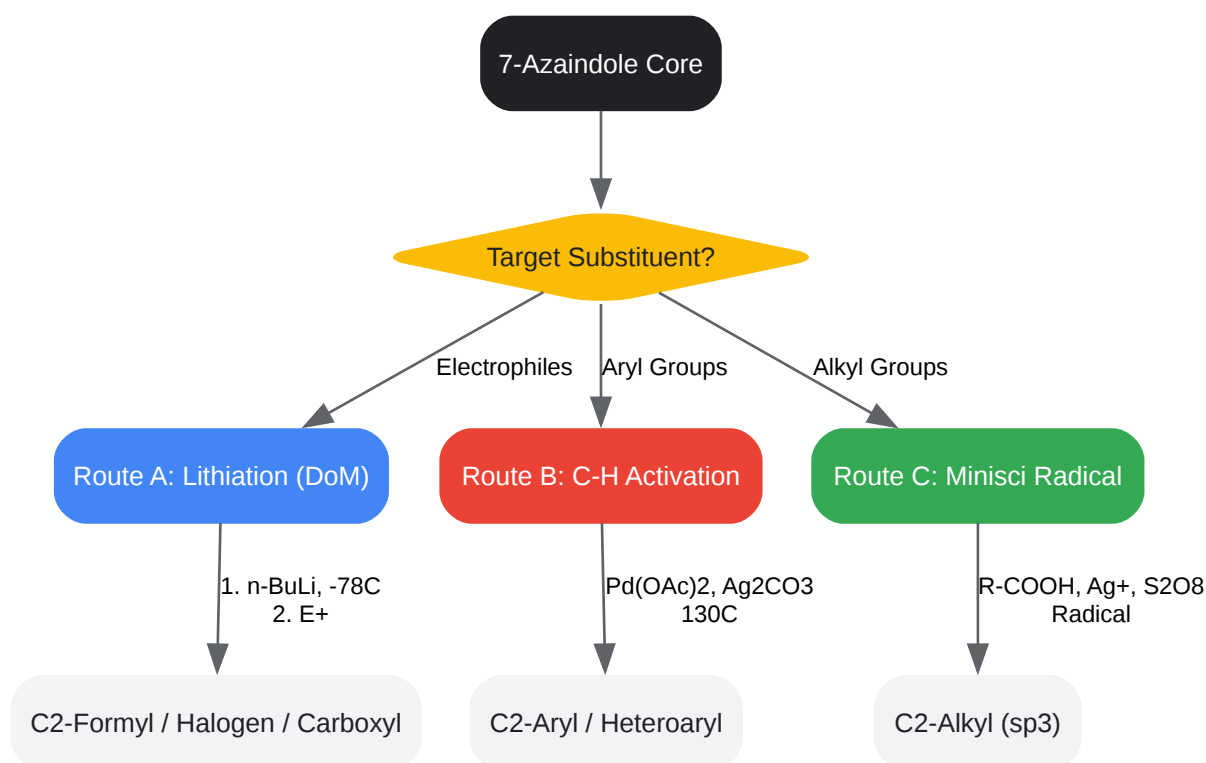 7-Azaindole Core
Target Substituent?
Electrophiles
Aryl Groups
Alkyl Groups
Route A: Lithiation (DoM)
Route B: C-H Activation
Route C: Minisci Radical
1. n-BuLi, -78C
2. E+
Pd(OAc)2, Ag2CO3
130C
R-COOH, Ag+, S2O8
Radical
C2-Formyl / Halogen / Carboxyl
C2-Aryl / Heteroaryl
C2-Alkyl (sp3)